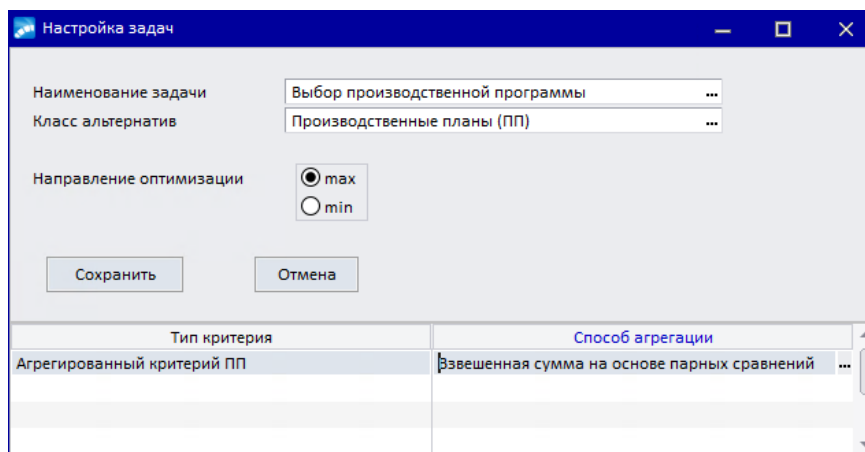 Настройка задач
Наименование задачи Выбор производственной программы ...
Класс альтернатив Производственные планы (ПП) ...
Направление оптимизации max
min
Сохранить Отмена
Тип критерия Способ агрегации
Агрегированный критерий ПП Взвешенная сумма на основе парных сравнений ...